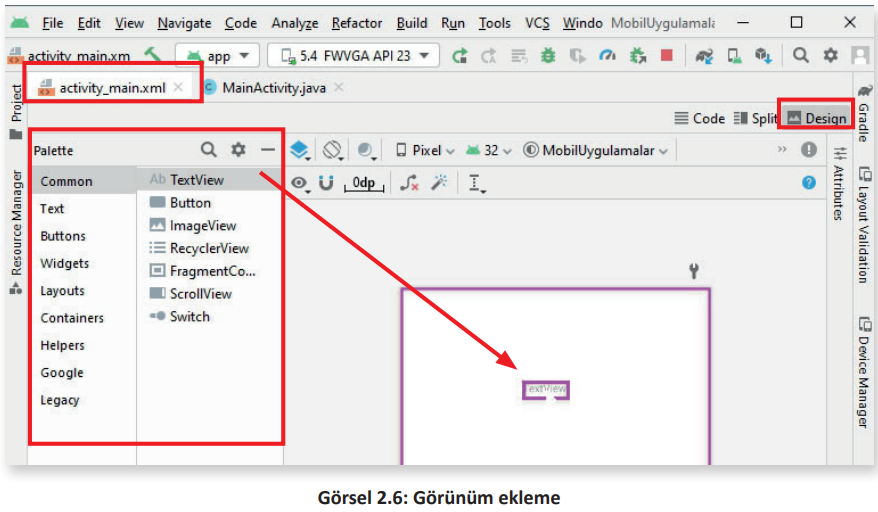 File Edit View Navigate Code Analyze Refactor Build Run Tools VCS Windo MobilUygulamala
activity_main.xm app 5.4 FWVGA API 23
activity_main.xml MainActivity.java
Code Split Design
Palette Pixel 32 MobilUygulamalar
0dp
Common
Text
Buttons
Widgets
Layouts
Containers
Helpers
Google
Legacy
Ab TextView
Button
ImageView
RecyclerView
FragmentCo...
ScrollView
Switch
TextView
Project
Resource Manager
Gradle
Attributes
Layout Validation
Device Manager
Görsel 2.6: Görünüm ekleme